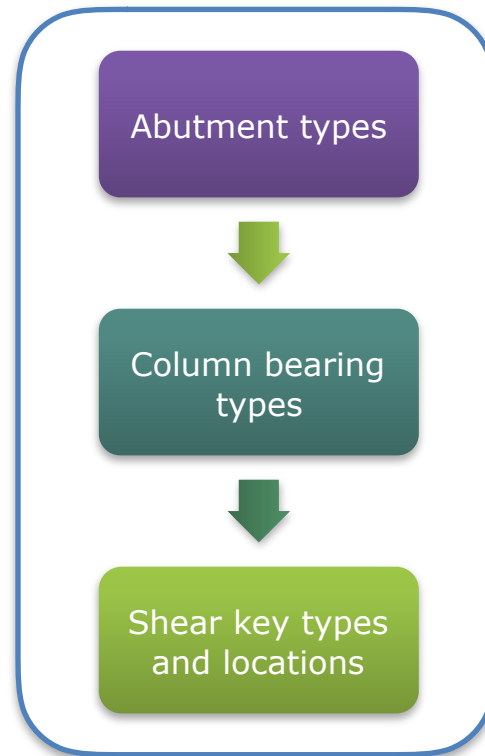 Abutment types
Column bearing
types
Shear key types
and locations